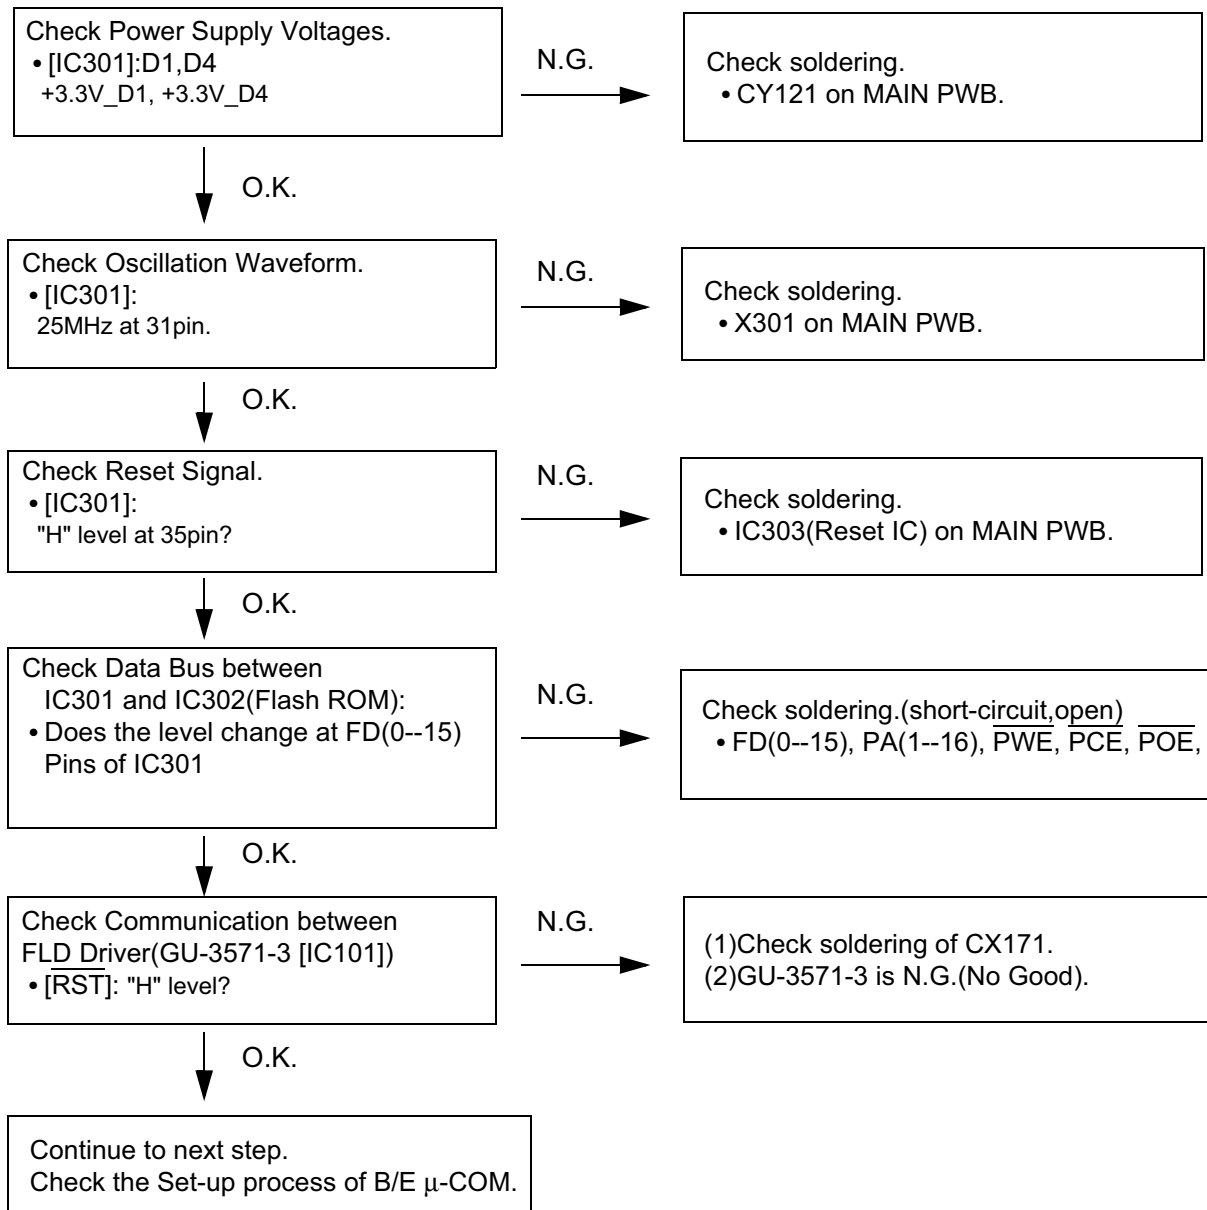 Check Power Supply Voltages.
• [IC301]:D1,D4
+3.3V_D1, +3.3V_D4
N.G.
Check soldering.
• CY121 on MAIN PWB.
O.K.
Check Oscillation Waveform.
• [IC301]:
25MHz at 31pin.
N.G.
Check soldering.
• X301 on MAIN PWB.
O.K.
Check Reset Signal.
• [IC301]:
"H" level at 35pin?
N.G.
Check soldering.
• IC303(Reset IC) on MAIN PWB.
O.K.
Check Data Bus between
IC301 and IC302(Flash ROM):
• Does the level change at FD(0--15)
Pins of IC301
N.G.
Check soldering.(short-circuit,open)
• FD(0--15), PA(1--16), P̅W̅E̅, P̅C̅E̅, P̅O̅E̅,
O.K.
Check Communication between
FLD Driver(GU-3571-3 [IC101])
• [R̅S̅T̅]: "H" level?
N.G.
(1)Check soldering of CX171.
(2)GU-3571-3 is N.G.(No Good).
O.K.
Continue to next step.
Check the Set-up process of B/E μ-COM.